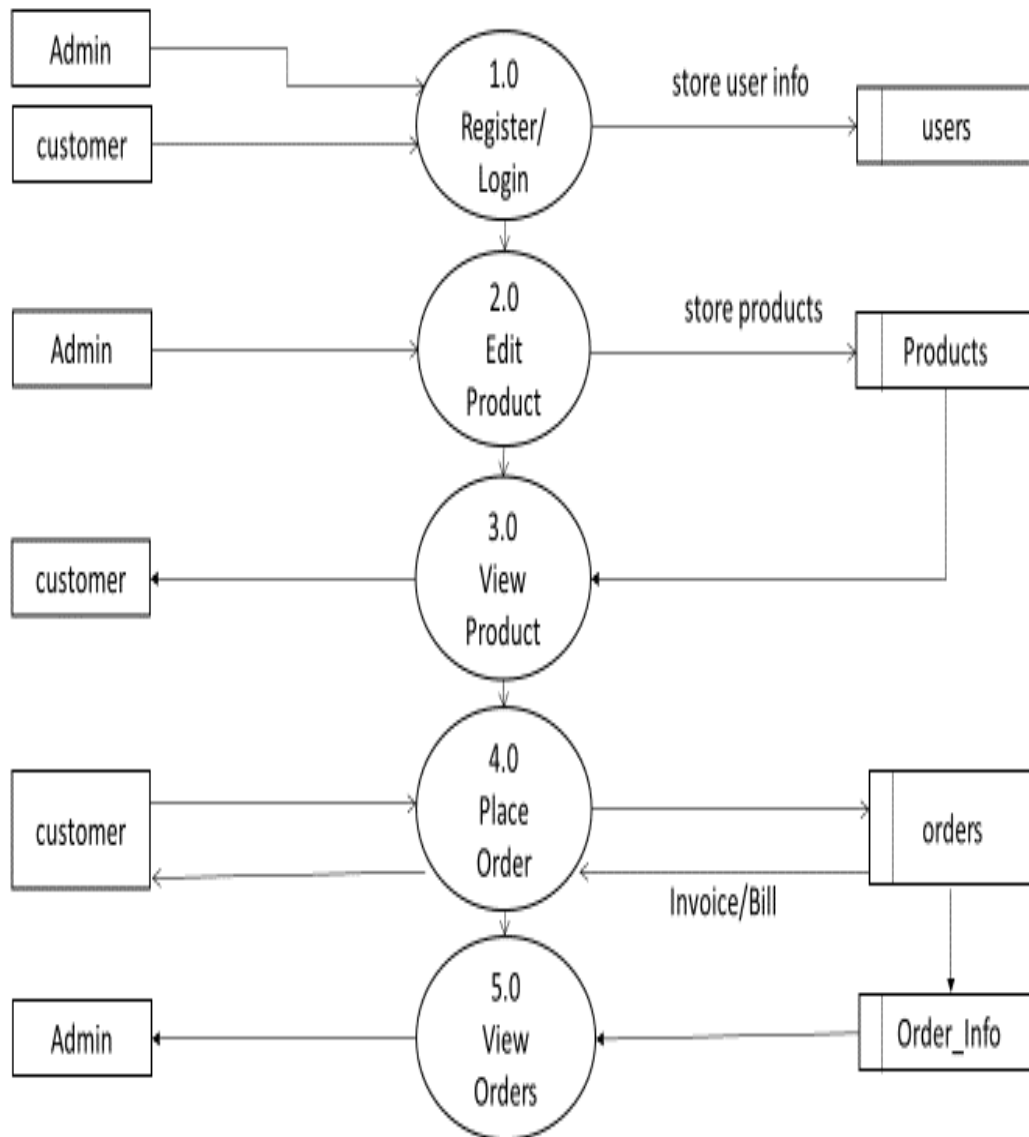 Admin
customer
1.0
Register/
Login
store user info
users
Admin
2.0
Edit
Product
store products
Products
customer
3.0
View
Product
customer
4.0
Place
Order
orders
Invoice/Bill
Admin
5.0
View
Orders
Order_Info